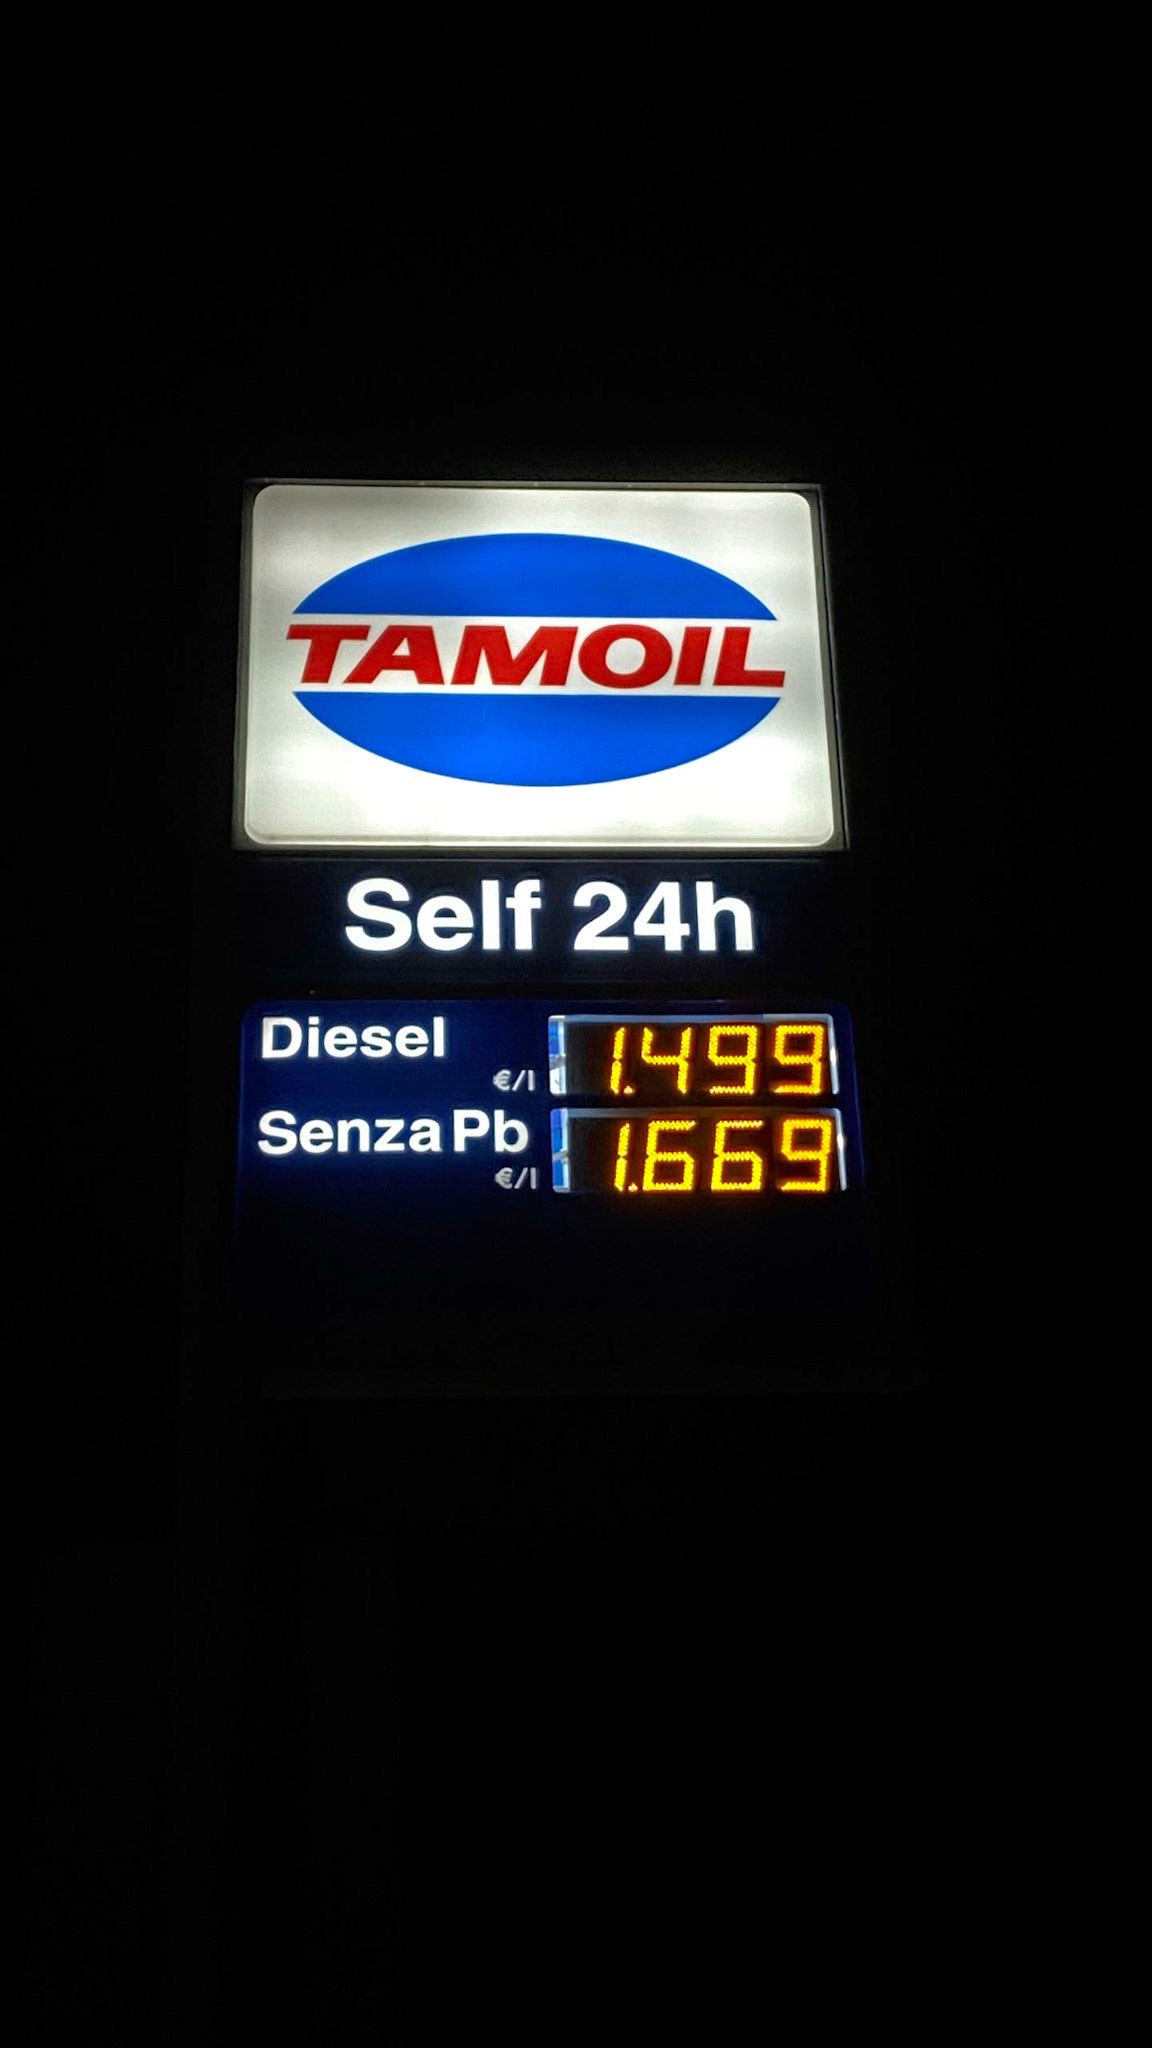 TAMOIL
Self 24h
Diesel 1.499
€/l
Senza Pb 1.669
€/l